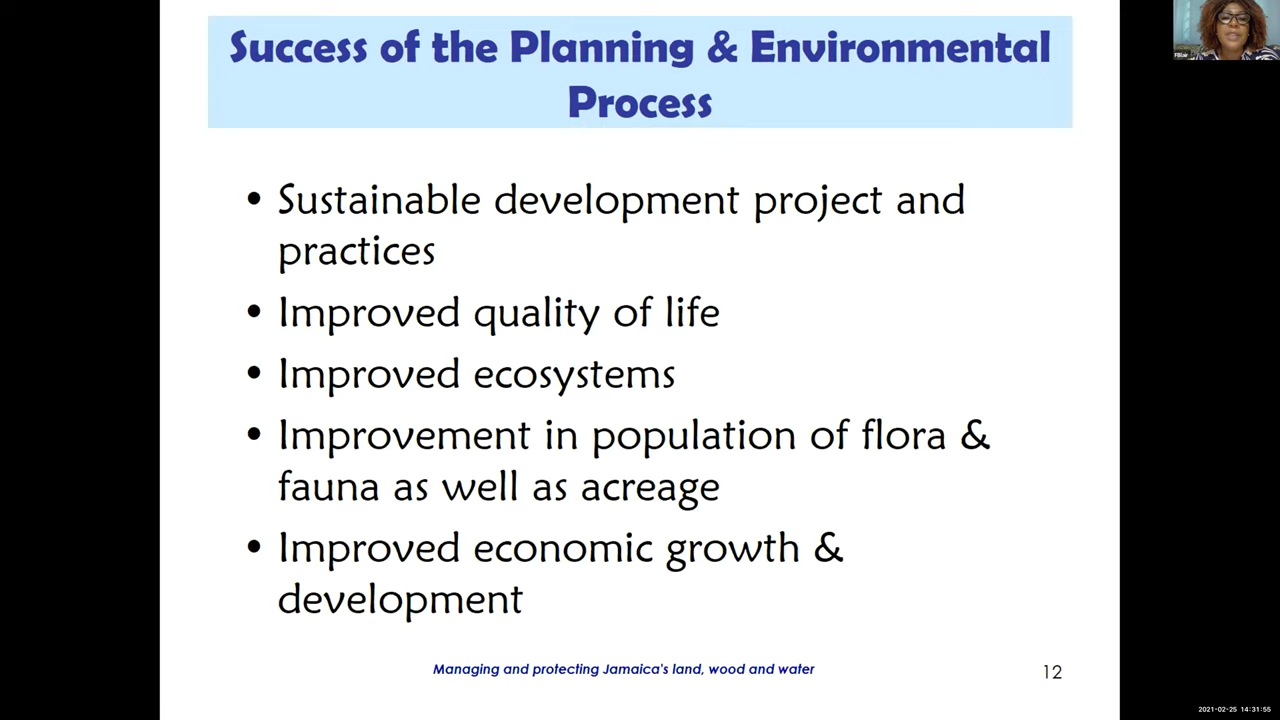 Success of the Planning & Environmental
Process
• Sustainable development project and
practices
• Improved quality of life
• Improved ecosystems
• Improvement in population of flora &
fauna as well as acreage
• Improved economic growth &
development
Managing and protecting Jamaica's land, wood and water
12
FBlair
2021-02-25 14:31:55